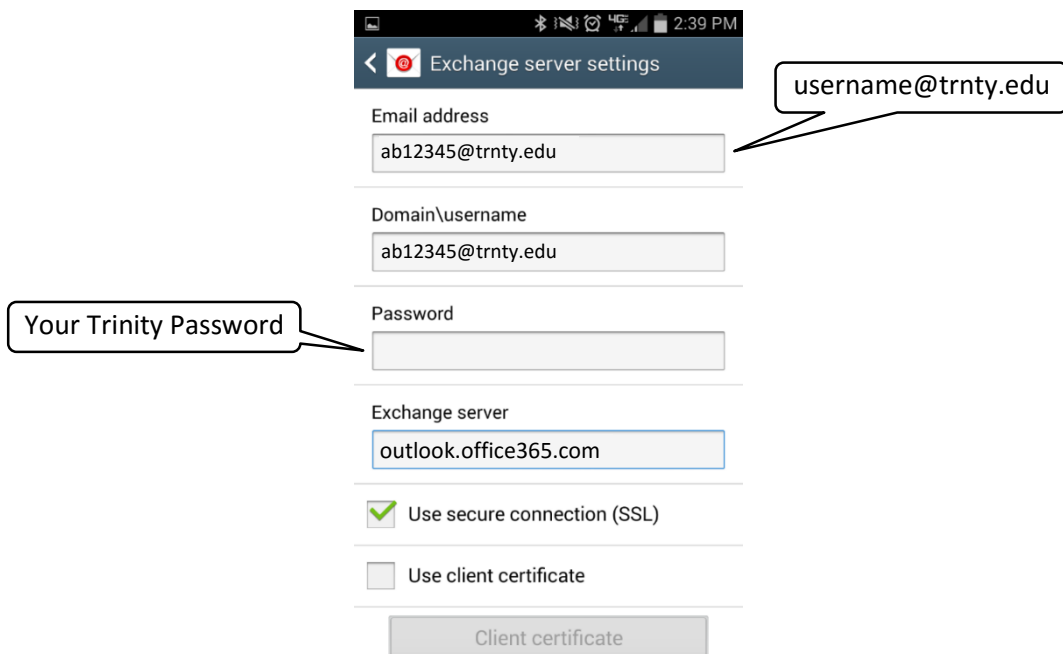 4GE 2:39 PM
Exchange server settings
username@trnty.edu
Email address
ab12345@trnty.edu
Domain\username
ab12345@trnty.edu
Password
Your Trinity Password
Exchange server
outlook.office365.com
Use secure connection (SSL)
Use client certificate
Client certificate